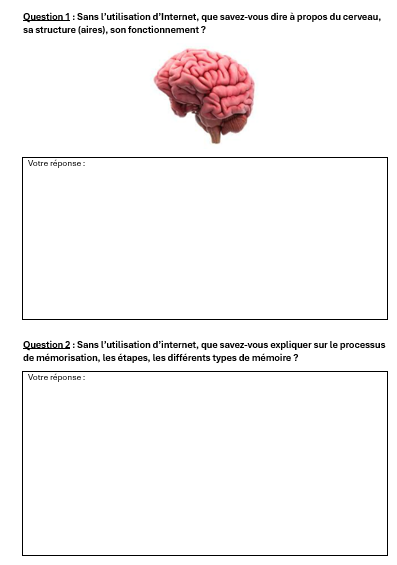 Question 1 : Sans l’utilisation d’Internet, que savez-vous dire à propos du cerveau,
sa structure (aires), son fonctionnement ?
Votre réponse :
Question 2 : Sans l’utilisation d’internet, que savez-vous expliquer sur le processus
de mémorisation, les étapes, les différents types de mémoire ?
Votre réponse :